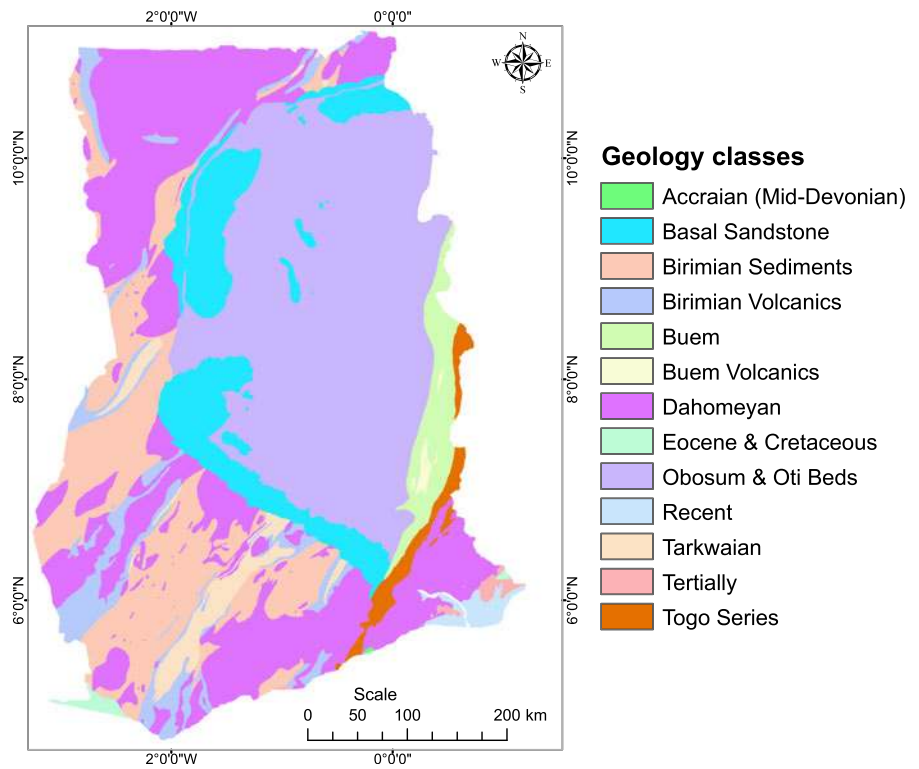 2°0'0"W 0°0'0"
N
W E
S
10°0'0"N 10°0'0"N
8°0'0"N 8°0'0"N
6°0'0"N 6°0'0"N
Scale
0 50 100 200 km
2°0'0"W 0°0'0"
Geology classes
Accraian (Mid-Devonian)
Basal Sandstone
Birimian Sediments
Birimian Volcanics
Buem
Buem Volcanics
Dahomeyan
Eocene & Cretaceous
Obosum & Oti Beds
Recent
Tarkwaian
Tertially
Togo Series